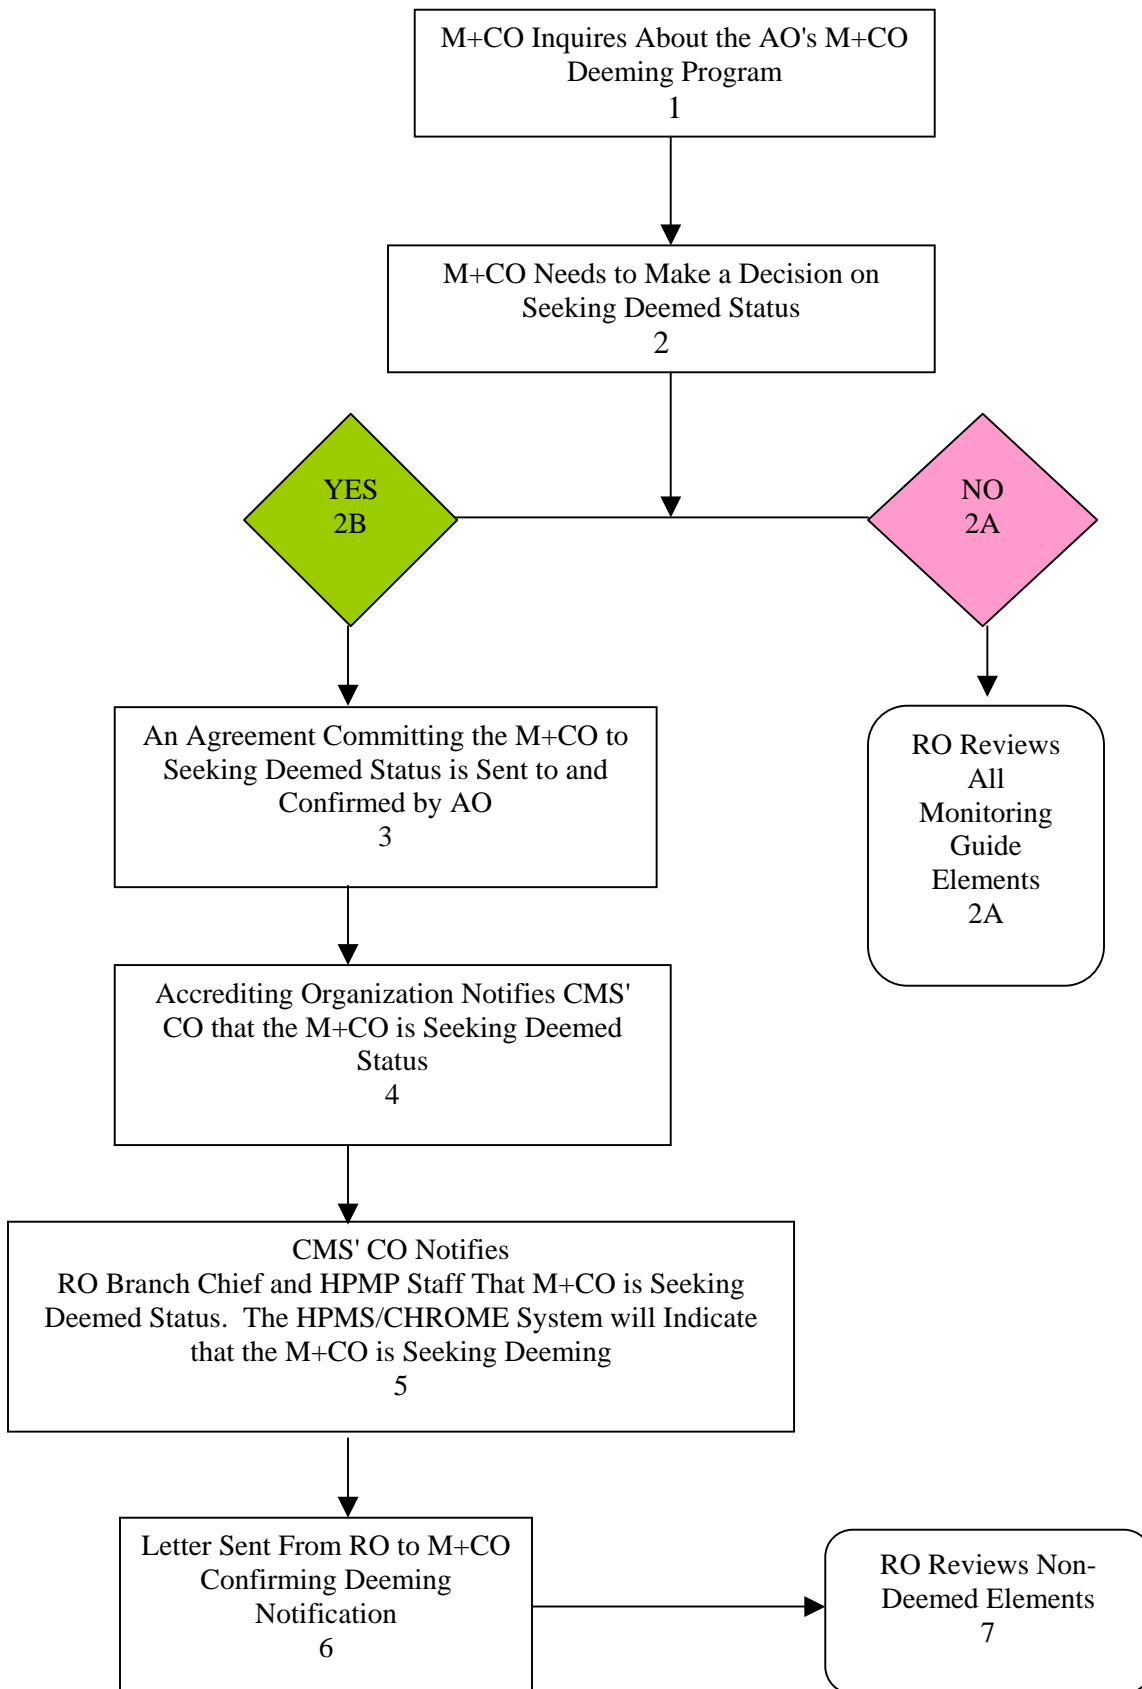 M+CO Inquires About the AO's M+CO
Deeming Program
1
M+CO Needs to Make a Decision on
Seeking Deemed Status
2
YES
2B
NO
2A
An Agreement Committing the M+CO to
Seeking Deemed Status is Sent to and
Confirmed by AO
3
RO Reviews
All
Monitoring
Guide
Elements
2A
Accrediting Organization Notifies CMS'
CO that the M+CO is Seeking Deemed
Status
4
CMS' CO Notifies
RO Branch Chief and HPMP Staff That M+CO is Seeking
Deemed Status.  The HPMS/CHROME System will Indicate
that the M+CO is Seeking Deeming
5
Letter Sent From RO to M+CO
Confirming Deeming
Notification
6
RO Reviews Non-
Deemed Elements
7